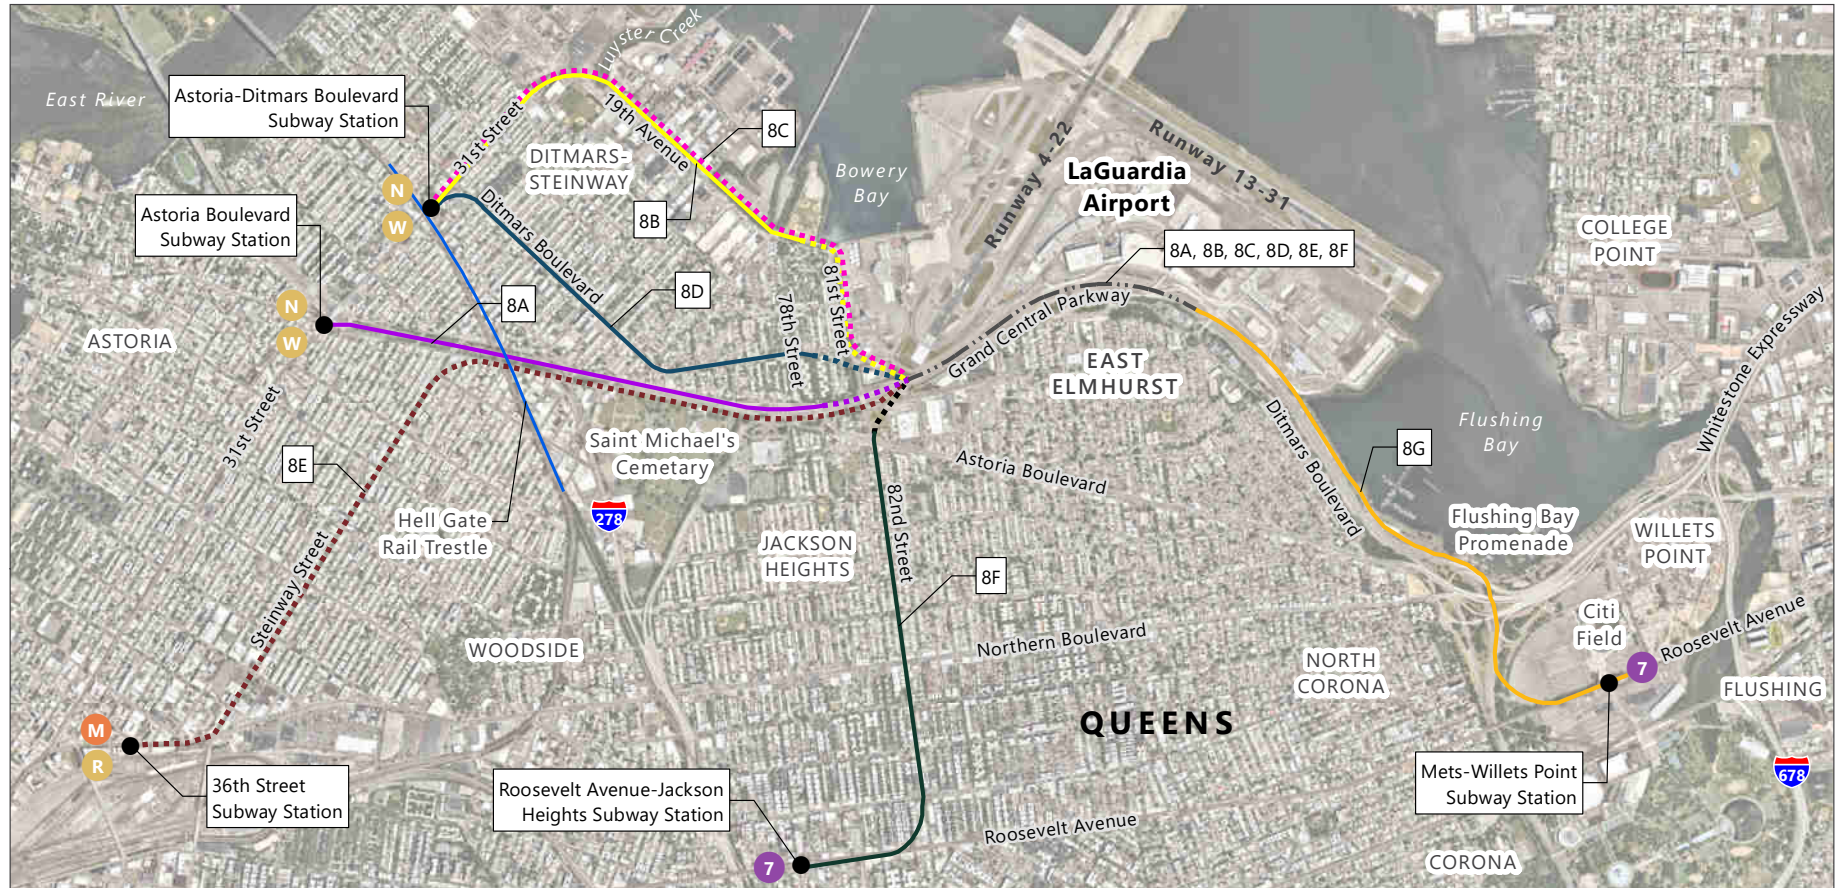 Luyster Creek
East River
Astoria-Ditmars Boulevard
Subway Station
31st Street
19th Avenue
8C
DITMARS-
STEINWAY
Bowery
Bay
Runway 4-22
Runway 13-31
LaGuardia
Airport
N
W
Astoria Boulevard
Subway Station
Ditmars Boulevard
8B
8A, 8B, 8C, 8D, 8E, 8F
COLLEGE
POINT
8D
8A
N
W
78th Street
81st Street
Grand Central Parkway
ASTORIA
EAST
ELMHURST
Whitestone Expressway
31st Street
8E
Saint Michael's
Cemetary
Astoria Boulevard
Ditmars Boulevard
8G
Flushing
Bay
278
Hell Gate
Rail Trestle
82nd Street
JACKSON
HEIGHTS
Flushing Bay
Promenade
WILLETS
POINT
Steinway Street
8F
Citi
Field
Roosevelt Avenue
WOODSIDE
Northern Boulevard
NORTH
CORONA
7
FLUSHING
M
R
QUEENS
36th Street
Subway Station
Roosevelt Avenue-Jackson
Heights Subway Station
Mets-Willets Point
Subway Station
678
Roosevelt Avenue
7
CORONA